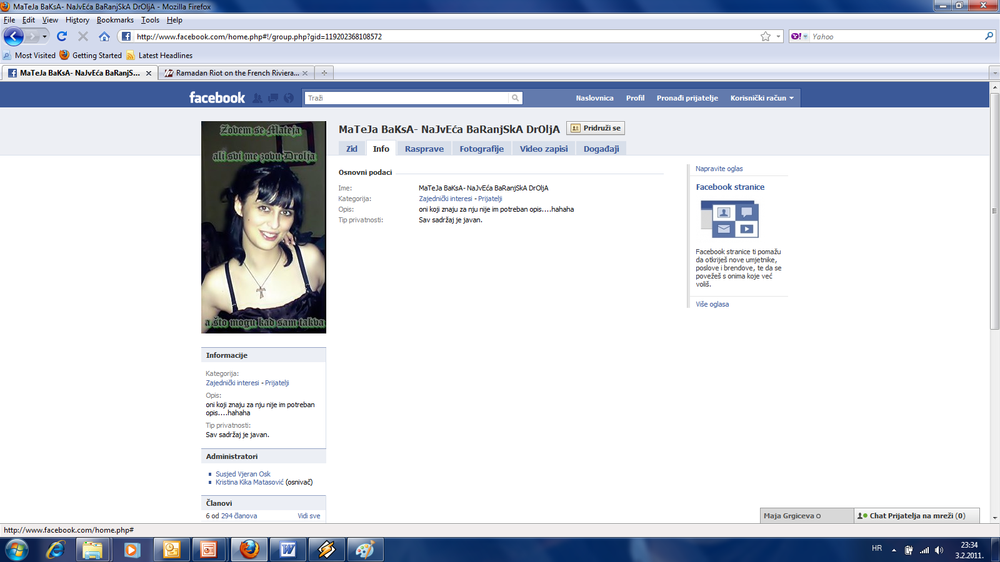 MaTeJa BaKsA- NaJvEća BaRanjSkA DrOljA - Mozilla Firefox
File Edit View History Bookmarks Tools Help
http://www.facebook.com/home.php#!/group.php?gid=119202368108572
Yahoo
Most Visited Getting Started Latest Headlines
MaTeJa BaKsA- NaJvEća BaRanjS...
Ramadan Riot on the French Riviera...
facebook
Traži
Naslovnica Profil Pronađi prijatelje Korisnički račun
Zovem se Mateja
ali svi me zovu Drolja
a što mogu kad sam takva
MaTeJa BaKsA- NaJvEća BaRanjSkA DrOljA
Pridruži se
Zid Info Rasprave Fotografije Video zapisi Događaji
Osnovni podaci
Ime: MaTeJa BaKsA- NaJvEća BaRanjSkA DrOljA
Kategorija: Zajednički interesi - Prijatelji
Opis: oni koji znaju za nju nije im potreban opis....hahaha
Tip privatnosti: Sav sadržaj je javan.
Napravite oglas
Facebook stranice
Facebook stranice ti pomažu
da otkriješ nove umjetnike,
poslove i brendove, te da se
povežeš s onima koje već
voliš.
Više oglasa
Informacije
Kategorija:
Zajednički interesi - Prijatelji
Opis:
oni koji znaju za nju nije im potreban
opis....hahaha
Tip privatnosti:
Sav sadržaj je javan.
Administratori
Susjed Vjeran Osk
Kristina Kika Matasović (osnivač)
Članovi
6 od 294 članova Vidi sve
Maja Grgiceva
Chat Prijatelja na mreži (0)
http://www.facebook.com/home.php#
HR
23:34
3.2.2011.